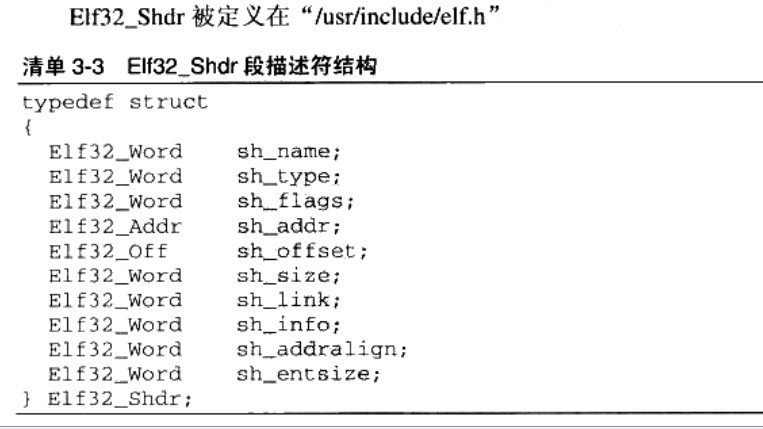 Elf32_Shdr 被定义在“/usr/include/elf.h”
清单 3-3 Elf32_Shdr 段描述符结构
typedef struct
{
  Elf32_Word    sh_name;
  Elf32_Word    sh_type;
  Elf32_Word    sh_flags;
  Elf32_Addr    sh_addr;
  Elf32_Off     sh_offset;
  Elf32_Word    sh_size;
  Elf32_Word    sh_link;
  Elf32_Word    sh_info;
  Elf32_Word    sh_addralign;
  Elf32_Word    sh_entsize;
} Elf32_Shdr;